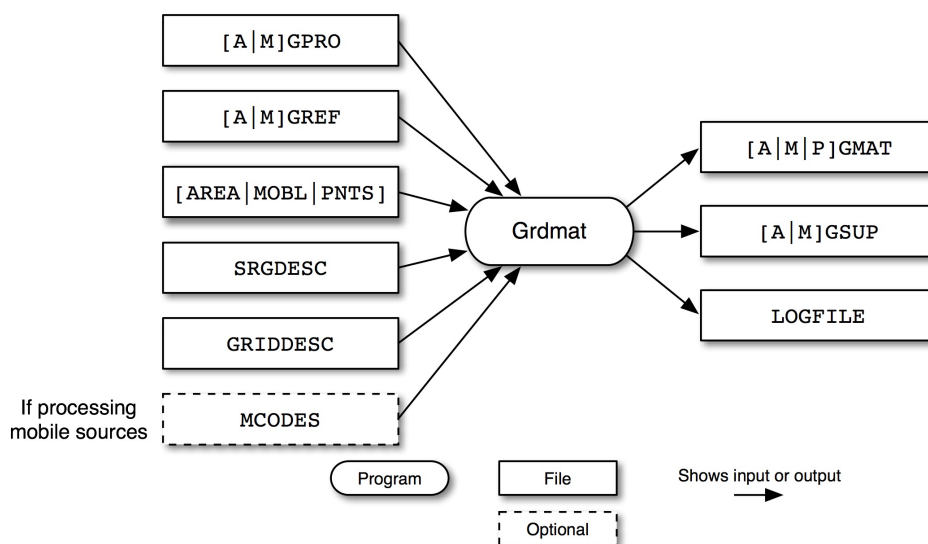 [A|M]GPRO
[A|M]GREF
[AREA|MOBL|PNTS]
SRGDESC
GRIDDESC
If processing
mobile sources
MCODES
Grdmat
[A|M|P]GMAT
[A|M]GSUP
LOGFILE
Program
File
Shows input or output
Optional